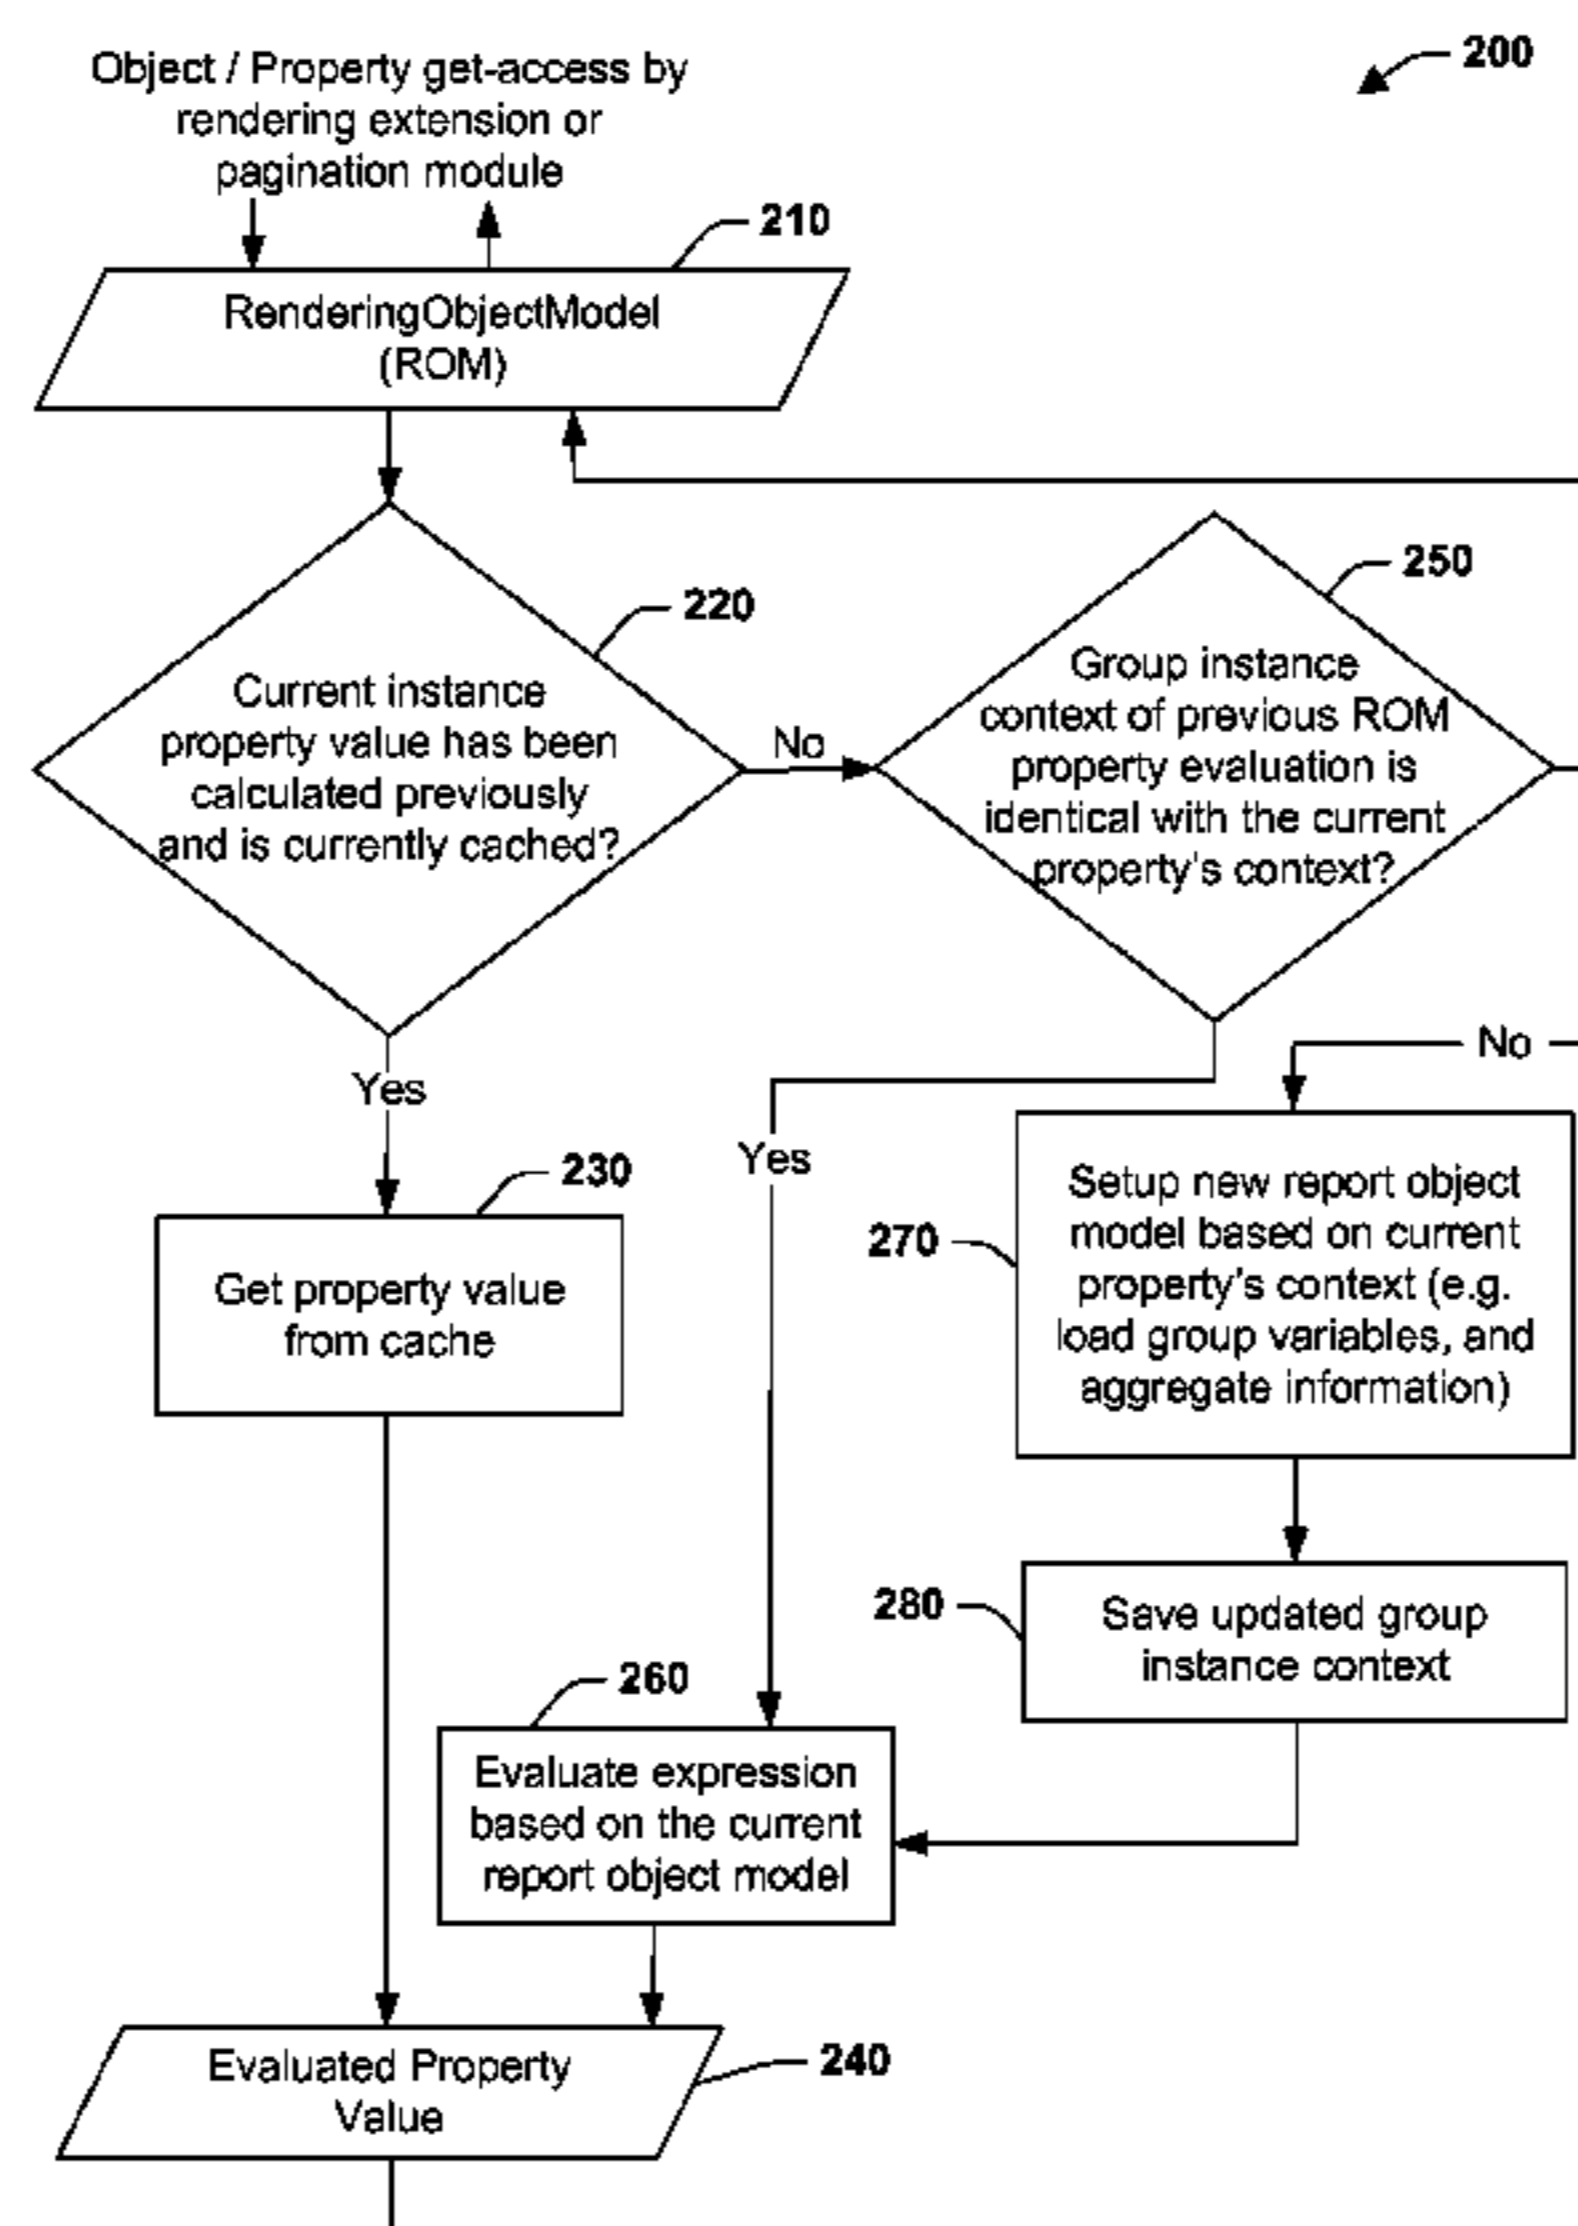 200
Object / Property get-access by
rendering extension or
pagination module
210
RenderingObjectModel
(ROM)
220
Current instance
property value has been
calculated previously
and is currently cached?
No
250
Group instance
context of previous ROM
property evaluation is
identical with the current
property's context?
Yes
No
Yes
230
Get property value
from cache
270
Setup new report object
model based on current
property's context (e.g.
load group variables, and
aggregate information)
280
Save updated group
instance context
260
Evaluate expression
based on the current
report object model
240
Evaluated Property
Value